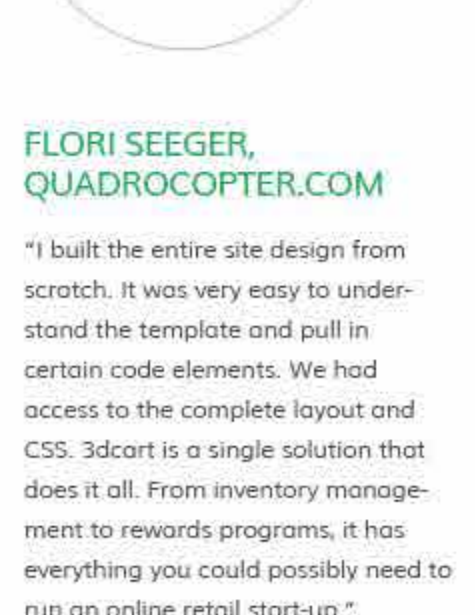 FLORI SEEGER,
QUADROCOPTER.COM
“I built the entire site design from
scratch. It was very easy to under-
stand the template and pull in
certain code elements. We had
access to the complete layout and
CSS. 3dcart is a single solution that
does it all. From inventory manage-
ment to rewards programs, it has
everything you could possibly need to
run an online retail start-up.”